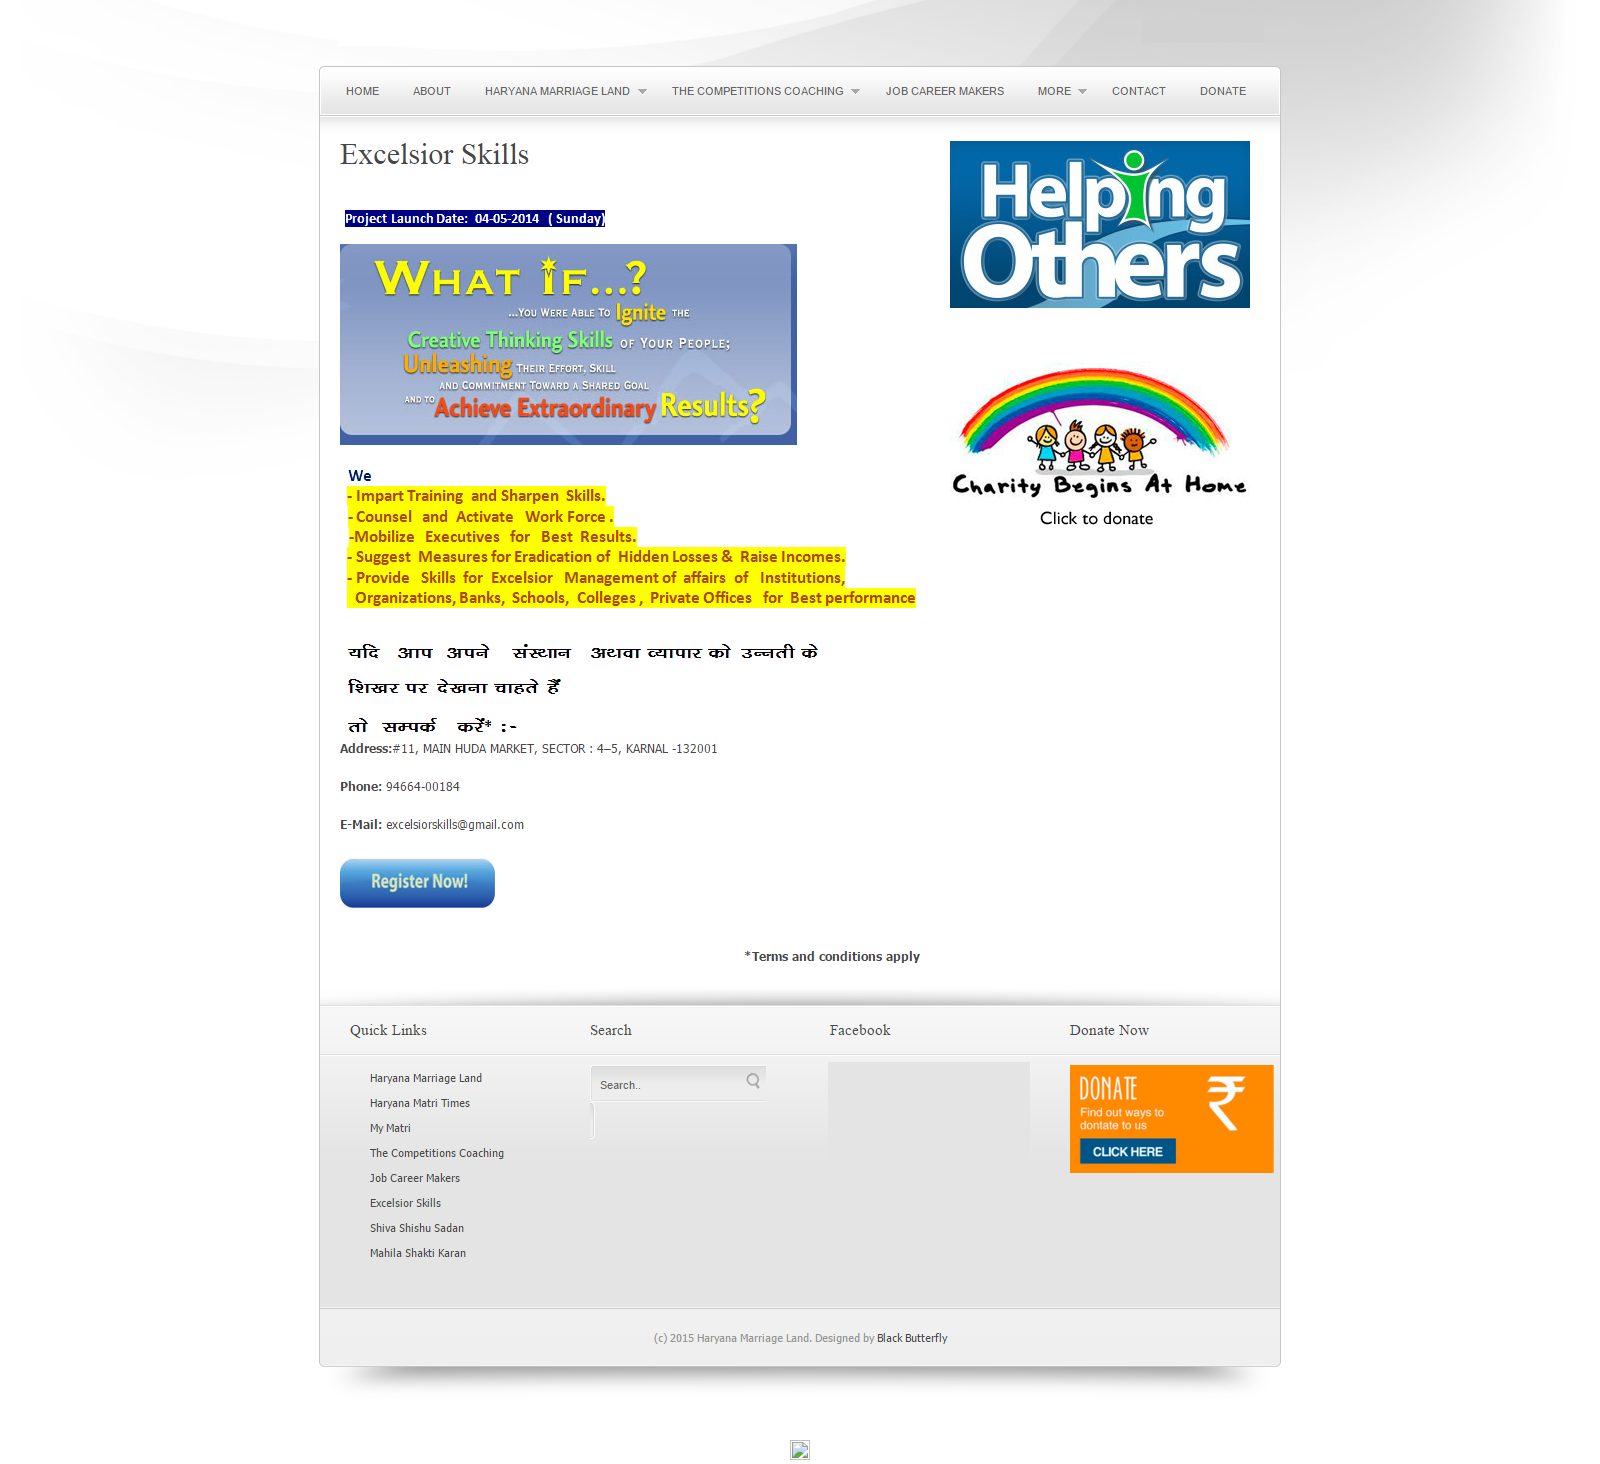 HOME ABOUT HARYANA MARRIAGE LAND THE COMPETITIONS COACHING JOB CAREER MAKERS MORE CONTACT DONATE
Excelsior Skills
Project Launch Date: 04-05-2014 ( Sunday)
WHAT IF...?
...YOU WERE ABLE TO Ignite THE
Creative Thinking Skills OF YOUR PEOPLE;
Unleashing THEIR EFFORT, SKILL
AND COMMITMENT TOWARD A SHARED GOAL
AND TO Achieve Extraordinary Results?
We
- Impart Training and Sharpen Skills.
- Counsel and Activate Work Force .
-Mobilize Executives for Best Results.
- Suggest Measures for Eradication of Hidden Losses & Raise Incomes.
- Provide Skills for Excelsior Management of affairs of Institutions,
Organizations, Banks, Schools, Colleges , Private Offices for Best performance
यदि आप अपने संस्थान अथवा व्यापार को उन्नती के
शिखर पर देखना चाहते हैं
तो सम्पर्क करें* :-
Address:#11, MAIN HUDA MARKET, SECTOR : 4–5, KARNAL -132001
Phone: 94664-00184
E-Mail: excelsiorskills@gmail.com
Register Now!
*Terms and conditions apply
Helping
Others
Charity Begins At Home
Click to donate
Quick Links
Haryana Marriage Land
Haryana Matri Times
My Matri
The Competitions Coaching
Job Career Makers
Excelsior Skills
Shiva Shishu Sadan
Mahila Shakti Karan
Search
Search..
Facebook
Donate Now
DONATE
₹
Find out ways to
dontate to us
CLICK HERE
(c) 2015 Haryana Marriage Land. Designed by Black Butterfly